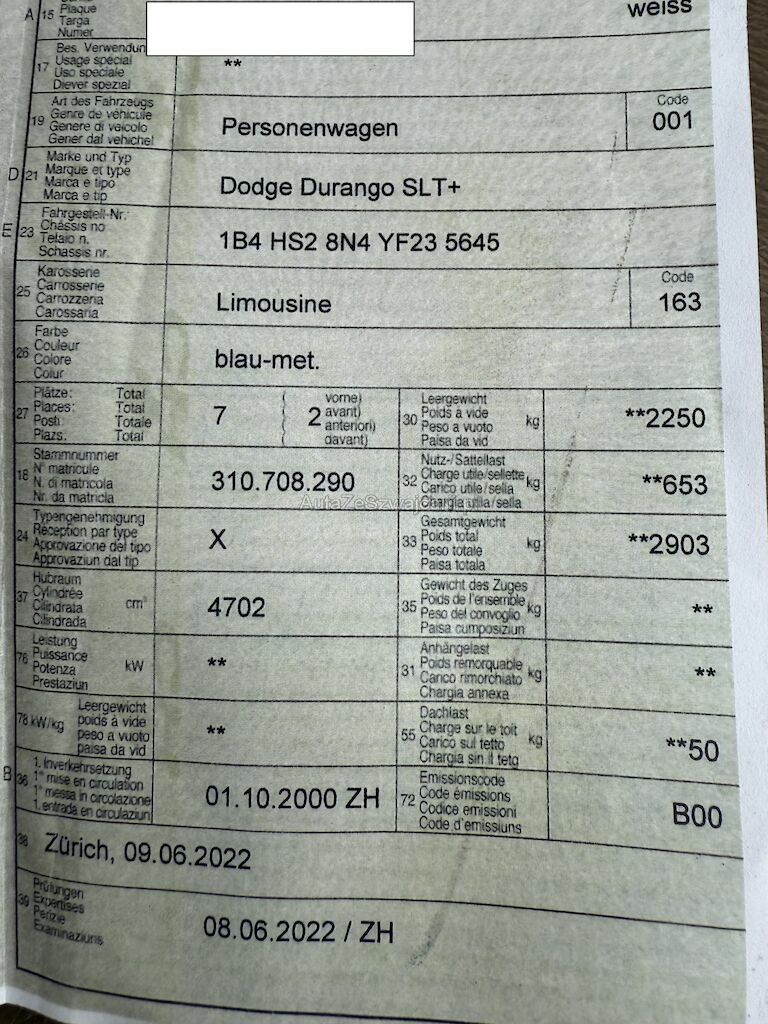 A 15 Plaque weiss
Targa
Numer
17 Bes. Verwendun
Usage special **
Uso speciale
Diever spezial
19 Art des Fahrzeugs Code
Genre de véhicule Personenwagen 001
Genere di veicolo
Gener dal vehichel
D 21 Marke und Typ
Marque et type Dodge Durango SLT+
Marca e tipo
Marca e tip
E 23 Fahrgestell-Nr.
Châssis no 1B4 HS2 8N4 YF23 5645
Telaio n.
Schassis nr.
25 Karosserie Code
Carrosserie Limousine 163
Carrozzeria
Carossaria
26 Farbe
Couleur blau-met.
Colore
Colur
27 Plätze: Total 7 ( 2 vorne)
Places: Total avant)
Posti: Totale anteriori)
Plazs: Total davant)
30 Leergewicht kg **2250
Poids à vide
Peso a vuoto
Paisa da vid
18 Stammnummer
N° matricule 310.708.290
N. di matricola
Nr. da matricla
32 Nutz-/Sattellast kg **653
Charge utile/sellette
Carico utile/sella
Chargia utila/sella
24 Typengenehmigung
Réception par type X
Approvazione del tipo
Approvaziun dal tip
33 Gesamtgewicht kg **2903
Poids total
Peso totale
Paisa totala
37 Hubraum cm³ 4702
Cylindrée
Cilindrata
Cilindrada
35 Gewicht des Zuges kg **
Poids de l'ensemble
Peso del convoglio
Paisa cumposiziun
76 Leistung kW **
Puissance
Potenza
Prestaziun
31 Anhängelast kg **
Poids remorquable
Carico rimorchiato
Chargia annexa
78 kW/kg Leergewicht **
poids à vide
peso a vuoto
paisa da vid
55 Dachlast kg **50
Charge sur le toit
Carico sul tetto
Chargia sin il tetg
B 36 1. Inverkehrsetzung 01.10.2000 ZH
1re mise en circulation
1a messa in circolazione
1. entrada en circulaziun
72 Emissionscode B00
Code émissions
Codice emissioni
Code d'emissiuns
38 Zürich, 09.06.2022
39 Prüfungen
Expertises 08.06.2022 / ZH
Perizie
Examinaziuns